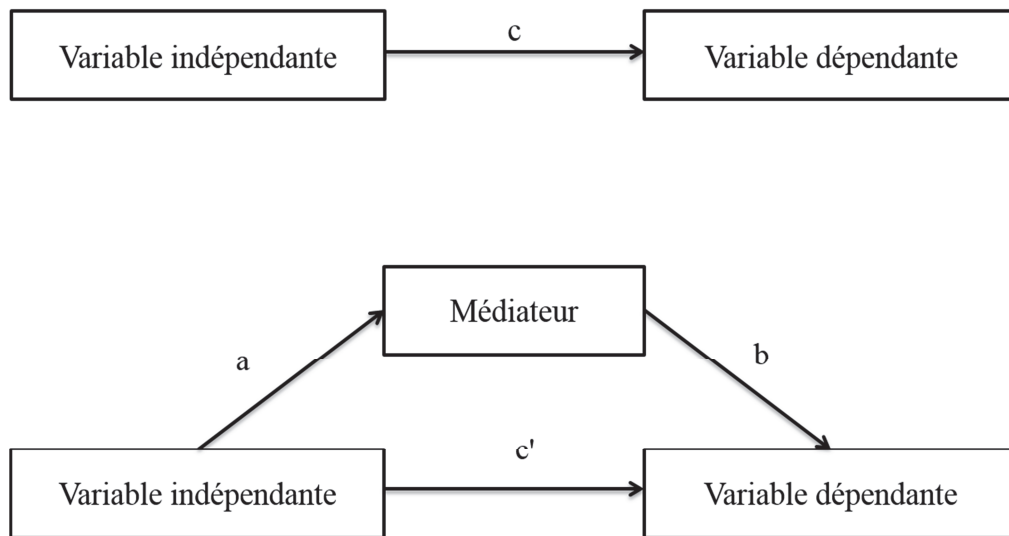 c
Variable indépendante
Variable dépendante
Médiateur
a
b
c'
Variable indépendante
Variable dépendante